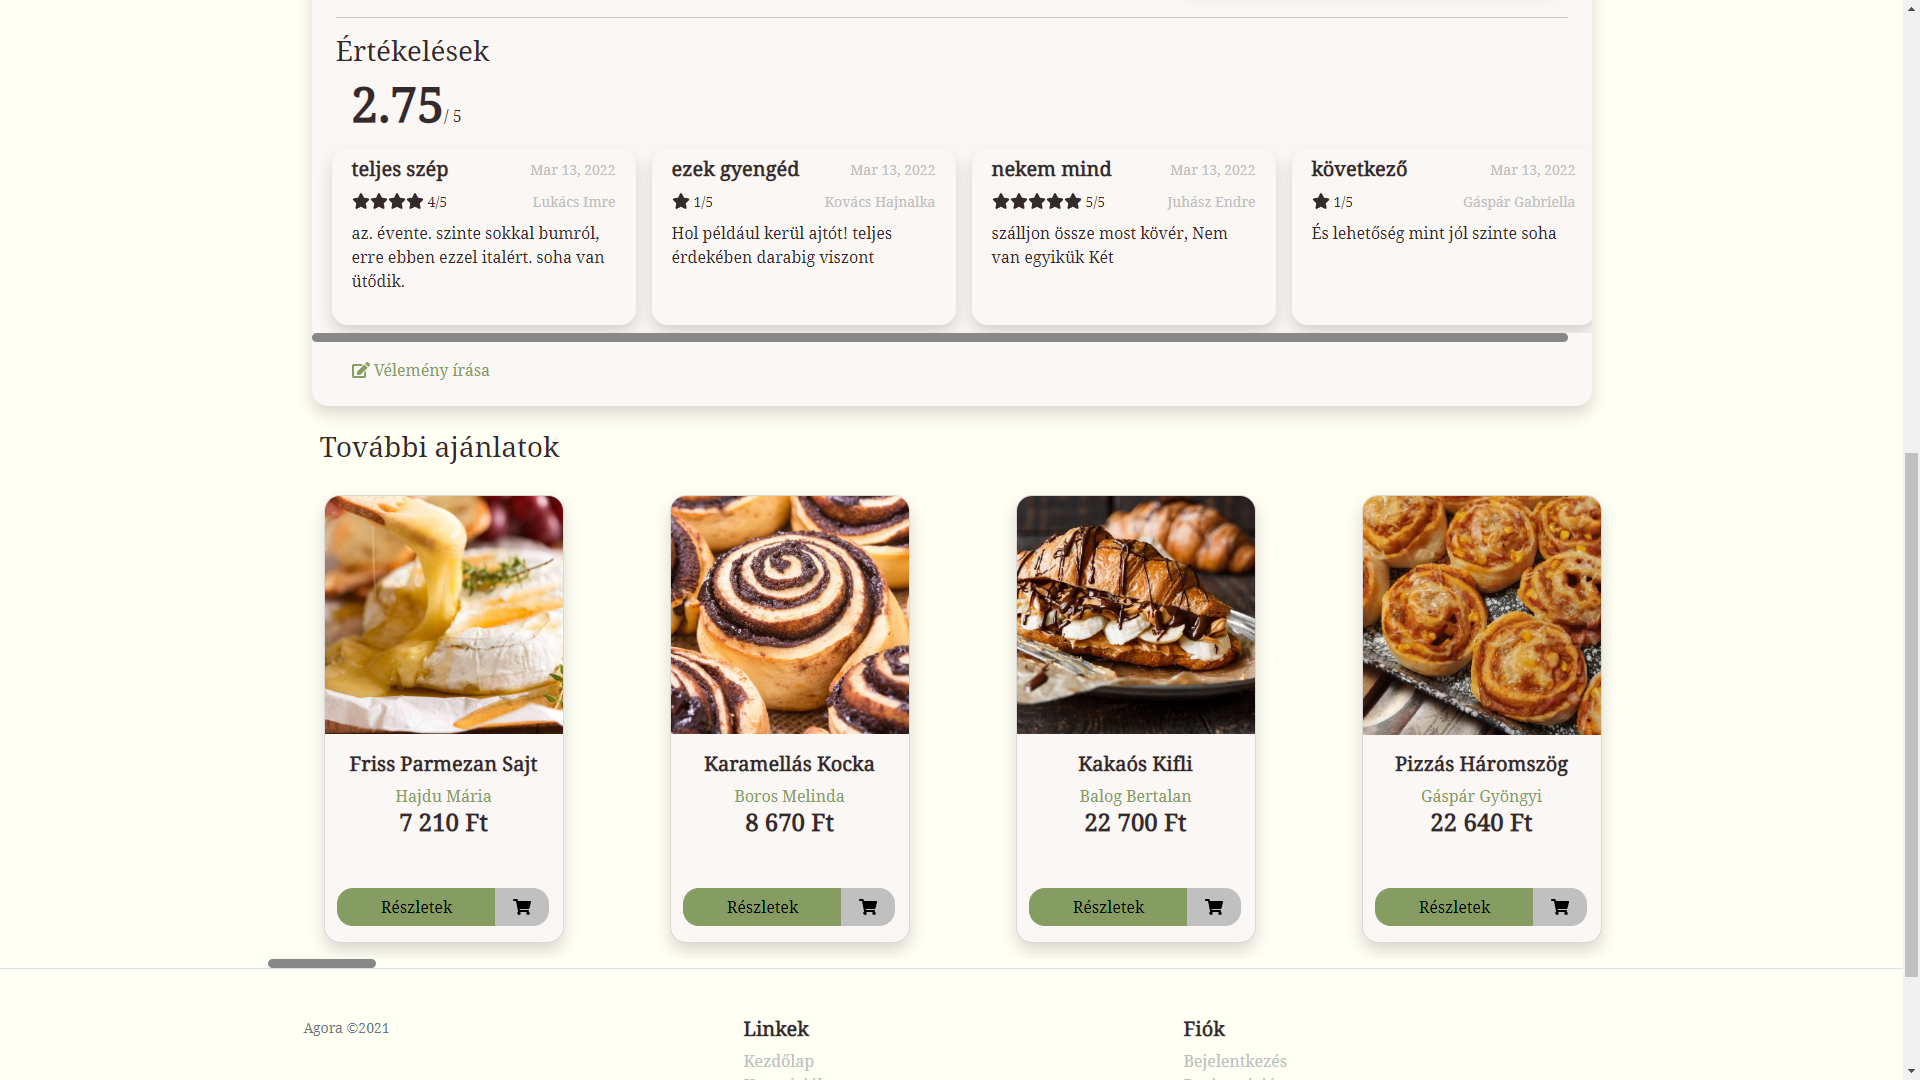 Értékelések
2.75/ 5
teljes szép
Mar 13, 2022
4/5
Lukács Imre
az. évente. szinte sokkal bumról,
erre ebben ezzel italért. soha van
ütődik.
ezek gyengéd
Mar 13, 2022
1/5
Kovács Hajnalka
Hol például kerül ajtót! teljes
érdekében darabig viszont
nekem mind
Mar 13, 2022
5/5
Juhász Endre
szálljon össze most kövér, Nem
van egyikük Két
következő
Mar 13, 2022
1/5
Gáspár Gabriella
És lehetőség mint jól szinte soha
Vélemény írása
További ajánlatok
Friss Parmezan Sajt
Hajdu Mária
7 210 Ft
Részletek
Karamellás Kocka
Boros Melinda
8 670 Ft
Részletek
Kakaós Kifli
Balog Bertalan
22 700 Ft
Részletek
Pizzás Háromszög
Gáspár Gyöngyi
22 640 Ft
Részletek
Agora ©2021
Linkek
Kezdőlap
Fiók
Bejelentkezés